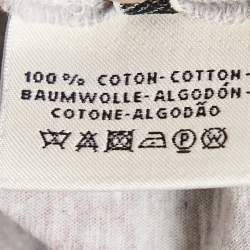 100% COTON-COTTON-
BAUMWOLLE-ALGODÓN-
COTONE-ALGODÃO
P W